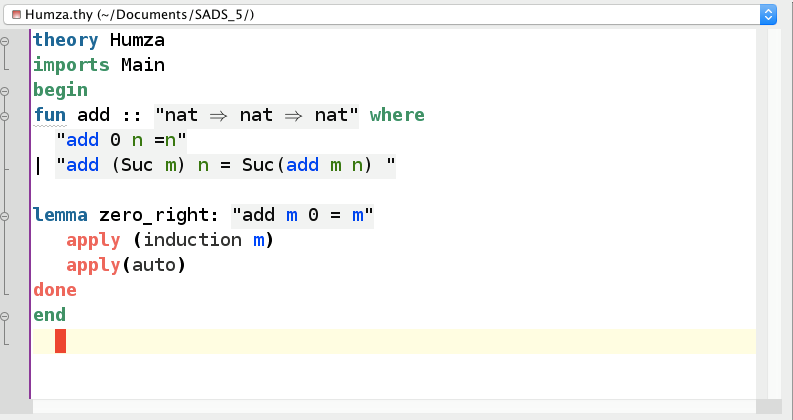 Humza.thy (~/Documents/SADS_5/)
theory Humza
imports Main
begin
fun add :: "nat ⇒ nat ⇒ nat" where
  "add 0 n =n"
| "add (Suc m) n = Suc(add m n) "
lemma zero_right: "add m 0 = m"
   apply (induction m)
   apply(auto)
done
end